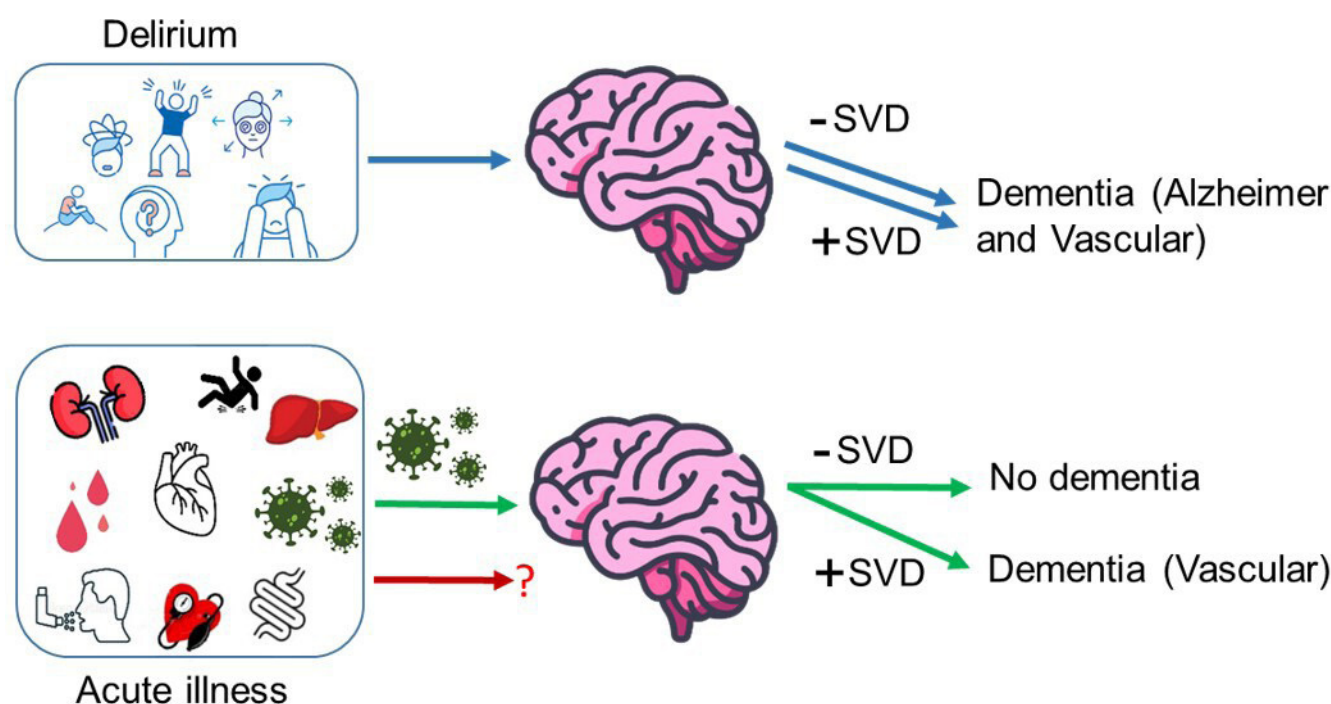 Delirium
-SVD
Dementia (Alzheimer
and Vascular)
+SVD
-SVD
No dementia
?
+SVD
Dementia (Vascular)
Acute illness